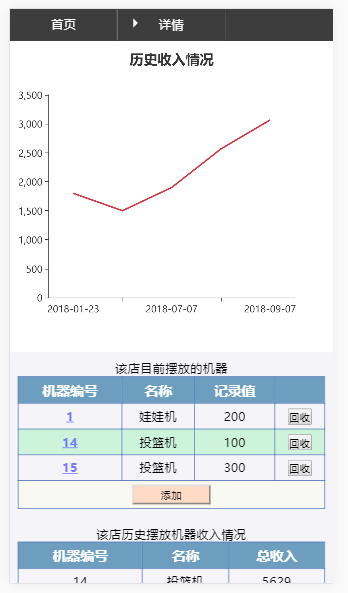 首页 详情
历史收入情况
3,500
3,000
2,500
2,000
1,500
1,000
500
0
2018-01-23 2018-07-07 2018-09-07
该店目前摆放的机器
机器编号 名称 记录值
1 娃娃机 200 回收
14 投篮机 100 回收
15 投篮机 300 回收
添加
该店历史摆放机器收入情况
机器编号 名称 总收入
14 投篮机 5629